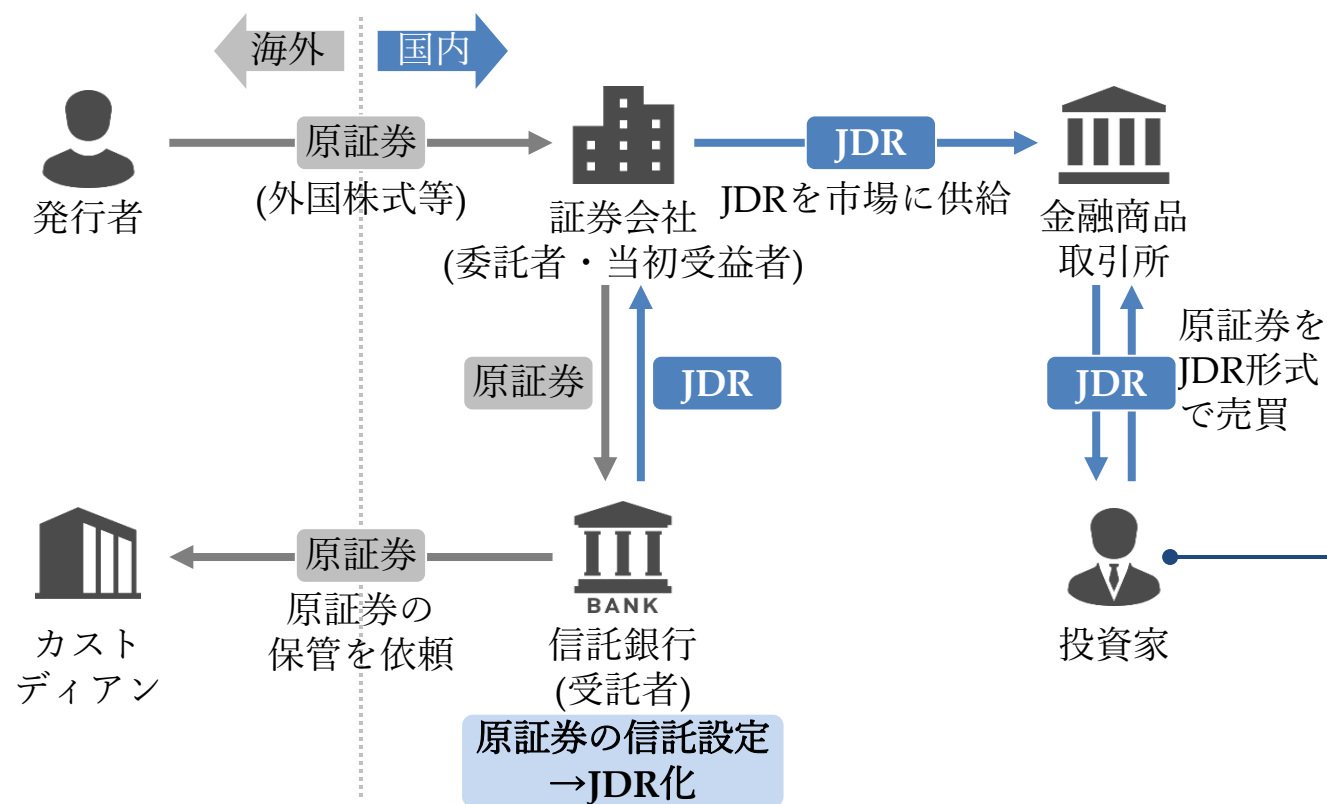 海外
国内
原証券
(外国株式等)
発行者
証券会社
(委託者・当初受益者)
JDR
JDRを市場に供給
金融商品
取引所
原証券
JDR
JDR
原証券を
JDR形式
で売買
原証券
原証券の
保管を依頼
カスト
ディアン
BANK
信託銀行
(受託者)
原証券の信託設定
→JDR化
投資家